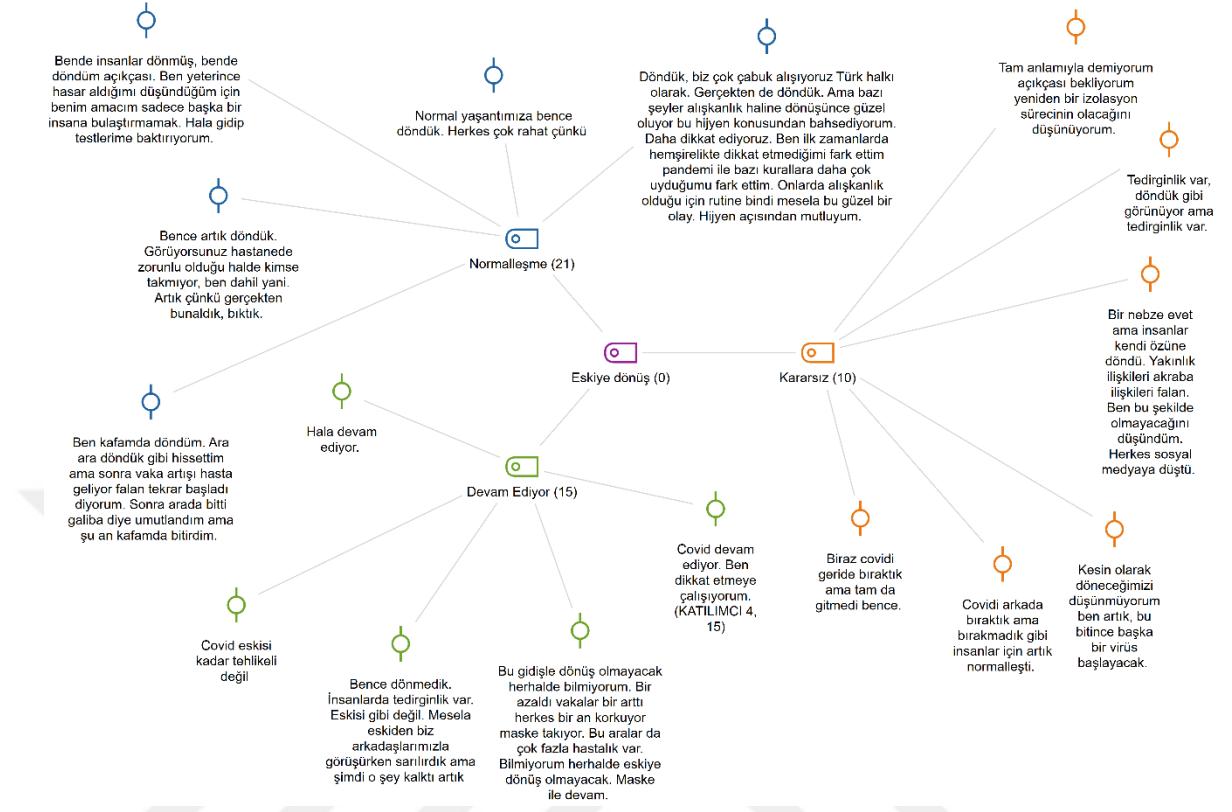 Bende insanlar dönmüş, bende
döndüm açıkçası. Ben yeterince
hasar aldığımı düşündüğüm için
benim amacım sadece başka bir
insana bulaştırmamak. Hala gidip
testlerime baktırıyorum.
Normal yaşantımıza bence
döndük. Herkes çok rahat çünkü
Döndük, biz çok çabuk alışıyoruz Türk halkı
olarak. Gerçekten de döndük. Ama bazı
şeyler alışkanlık haline dönüşünce güzel
oluyor bu hijyen konusundan bahsediyorum.
Daha dikkat ediyoruz. Ben ilk zamanlarda
hemşirelikte dikkat etmediğimi fark ettim
pandemi ile bazı kurallara daha çok
uyduğumu fark ettim. Onlarda alışkanlık
olduğu için rutine bindi mesela bu güzel bir
olay. Hijyen açısından mutluyum.
Tam anlamıyla demiyorum
açıkçası bekliyorum
yeniden bir izolasyon
sürecinin olacağını
düşünüyorum.
Tedirginlik var,
döndük gibi
görünüyor ama
tedirginlik var.
Bence artık döndük.
Görüyorsunuz hastanede
zorunlu olduğu halde kimse
takmıyor, ben dahil yani.
Artık çünkü gerçekten
bunaldık, bıktık.
Normalleşme (21)
Eskiye dönüş (0)
Kararsız (10)
Bir nebze evet
ama insanlar
kendi özüne
döndü. Yakınlık
ilişkileri akraba
ilişkileri falan.
Ben bu şekilde
olmayacağını
düşündüm.
Herkes sosyal
medyaya düştü.
Ben kafamda döndüm. Ara
ara döndük gibi hissettim
ama sonra vaka artışı hasta
geliyor falan tekrar başladı
diyorum. Sonra arada bitti
galiba diye umutlandım ama
şu an kafamda bitirdim.
Hala devam
ediyor.
Devam Ediyor (15)
Covid devam
ediyor. Ben
dikkat etmeye
çalışıyorum.
(KATILIMCI 4,
15)
Biraz covidi
geride bıraktık
ama tam da
gitmedi bence.
Covidi arkada
bıraktık ama
bırakmadık gibi
insanlar için artık
normalleşti.
Kesin olarak
döneceğimizi
düşünmüyorum
ben artık, bu
bitince başka
bir virüs
başlayacak.
Covid eskisi
kadar tehlikeli
değil
Bence dönmedik.
İnsanlarda tedirginlik var.
Eskisi gibi değil. Mesela
eskiden biz
arkadaşlarımızla
görüşürken sarılırdık ama
şimdi o şey kalktı artık
Bu gidişle dönüş olmayacak
herhalde bilmiyorum. Bir
azaldı vakalar bir arttı
herkes bir an korkuyor
maske takıyor. Bu aralar da
çok fazla hastalık var.
Bilmiyorum herhalde eskiye
dönüş olmayacak. Maske
ile devam.